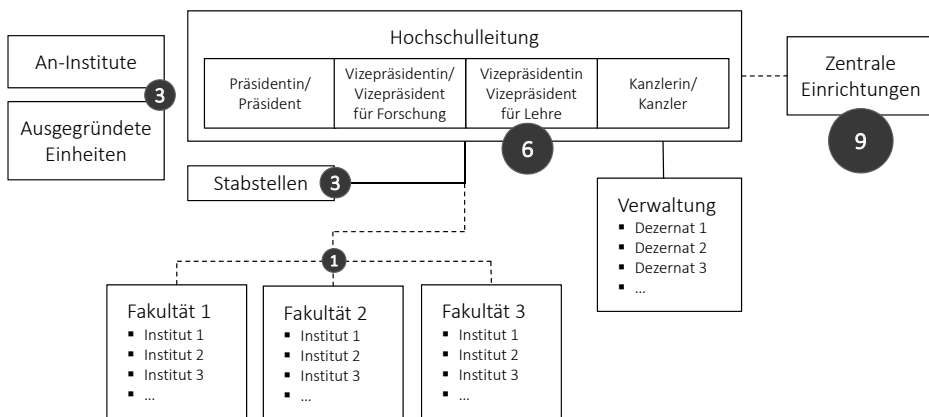 Hochschulleitung
An-Institute
3
Ausgegründete
Einheiten
Präsidentin/
Präsident
Vizepräsidentin/
Vizepräsident
für Forschung
Vizepräsidentin
Vizepräsident
für Lehre
6
Kanzlerin/
Kanzler
Zentrale
Einrichtungen
9
Stabstellen
3
Verwaltung
▪ Dezernat 1
▪ Dezernat 2
▪ Dezernat 3
▪ ...
1
Fakultät 1
▪ Institut 1
▪ Institut 2
▪ Institut 3
▪ ...
Fakultät 2
▪ Institut 1
▪ Institut 2
▪ Institut 3
▪ ...
Fakultät 3
▪ Institut 1
▪ Institut 2
▪ Institut 3
▪ ...